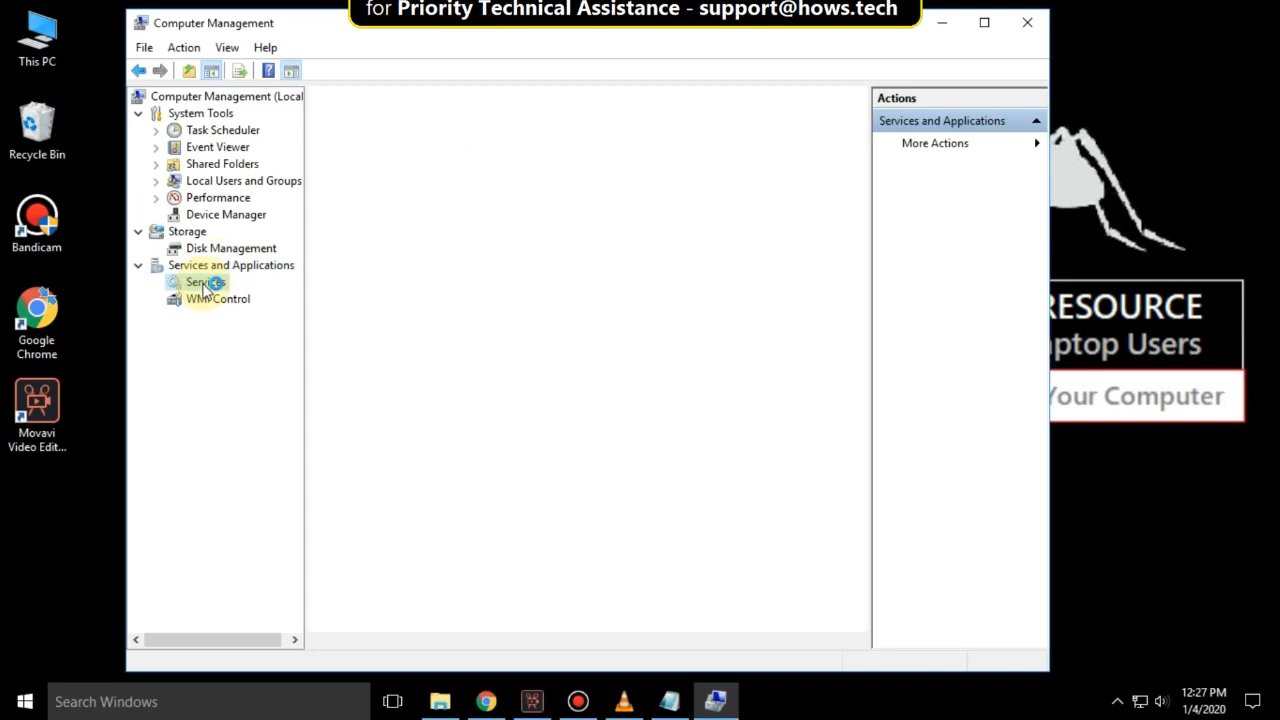 for Priority Technical Assistance - support@hows.tech
Computer Management
File Action View Help
Computer Management (Local
System Tools
Task Scheduler
Event Viewer
Shared Folders
Local Users and Groups
Performance
Device Manager
Storage
Disk Management
Services and Applications
Services
WMI Control
Actions
Services and Applications
More Actions
This PC
Recycle Bin
Bandicam
Google
Chrome
Movavi
Video Edit...
RESOURCE
aptop Users
Your Computer
Search Windows
12:27 PM
1/4/2020